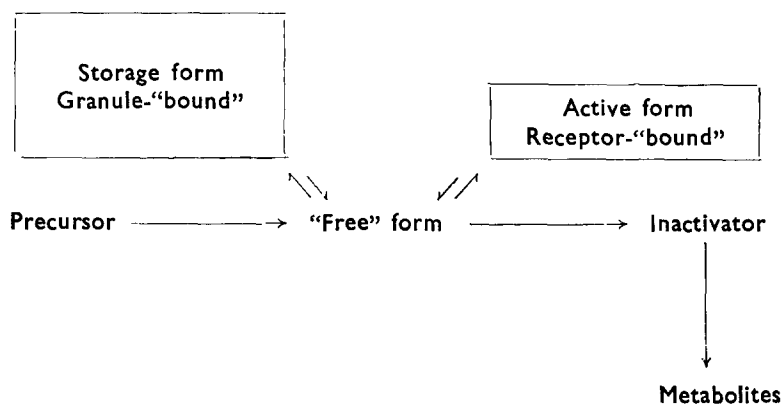 Storage form
Granule-“bound”
Active form
Receptor-“bound”
Precursor
“Free” form
Inactivator
Metabolites